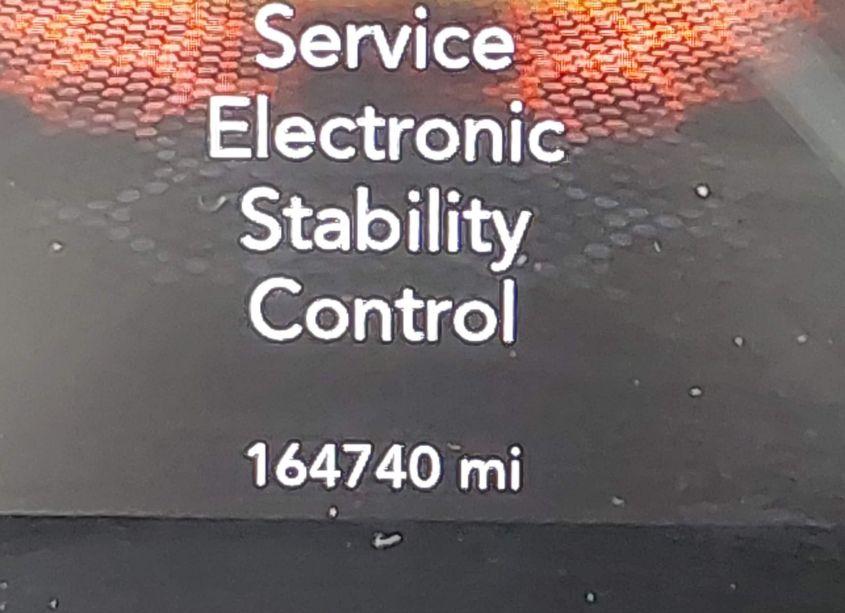 Service
Electronic
Stability
Control
164740 mi